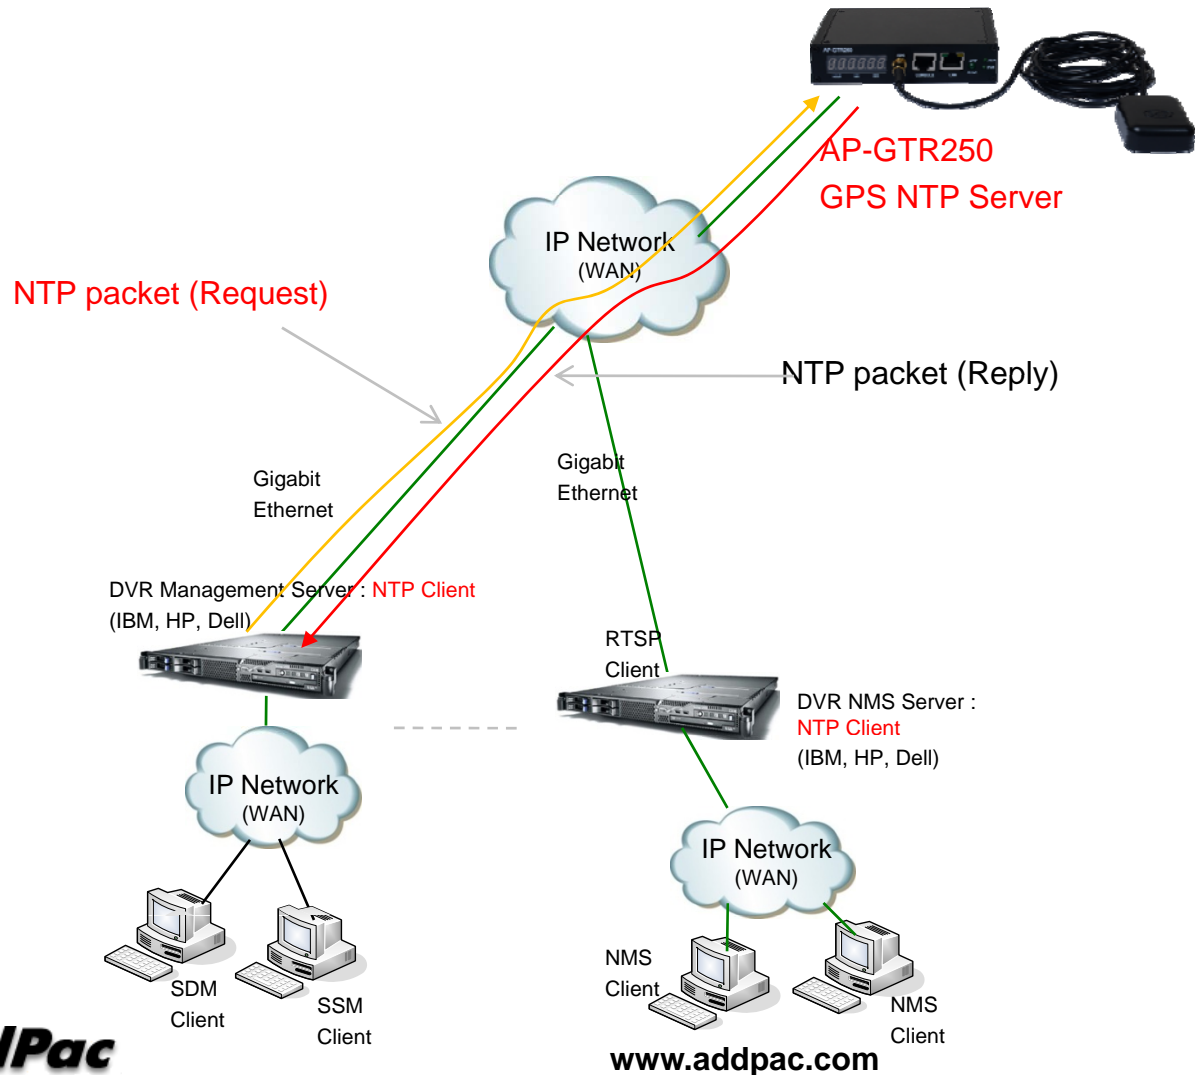 AP-GTR250
AP-GTR250
GPS NTP Server
IP Network
(WAN)
NTP packet (Request)
NTP packet (Reply)
Gigabit
Ethernet
Gigabit
Ethernet
DVR Management Server : NTP Client
(IBM, HP, Dell)
RTSP
Client
DVR NMS Server :
NTP Client
(IBM, HP, Dell)
IP Network
(WAN)
IP Network
(WAN)
SDM
Client
SSM
Client
NMS
Client
NMS
Client
www.addpac.com